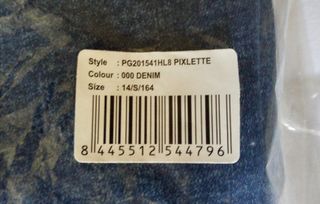 Style : PG201541HL8 PIXLETTE
Colour : 000 DENIM
Size : 14/S/164
8 445512 544796